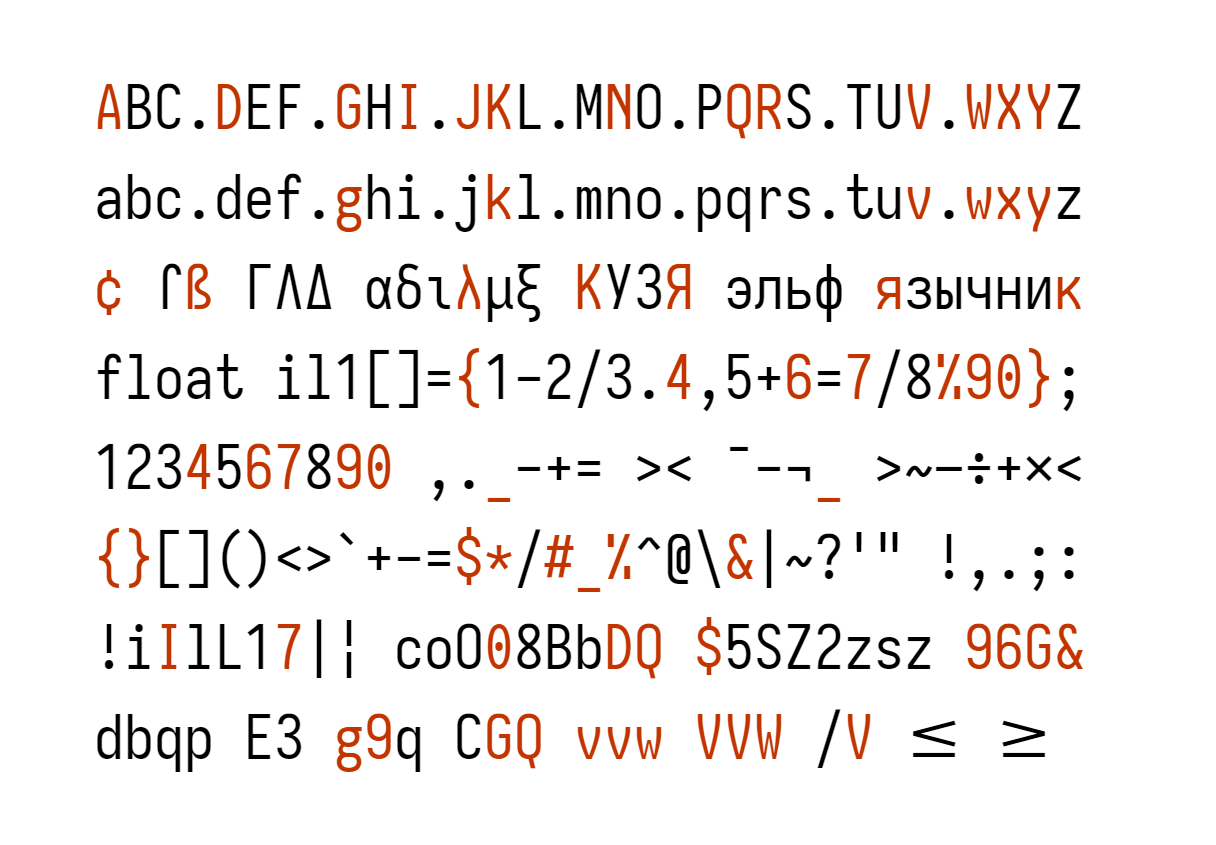 ABC.DEF.GHI.JKL.MNO.PQRS.TUV.WXYZ
abc.def.ghi.jkl.mno.pqrs.tuv.wxyz
¢ ſß ΓΛΔ αδιλμξ КУЗЯ эльф язычник
float il1[]={1-2/3.4,5+6=7/8%90};
1234567890 ,._-+= >< ¯-¬_ >~–÷+×<
{}[]()<>`+-=$*/#_%^@\&|~?'" !,.;:
!iIlL17|¦ coO08BbDQ $5SZ2zsz 96G&
dbqp E3 g9q CGQ vvw VVW /V ≤ ≥